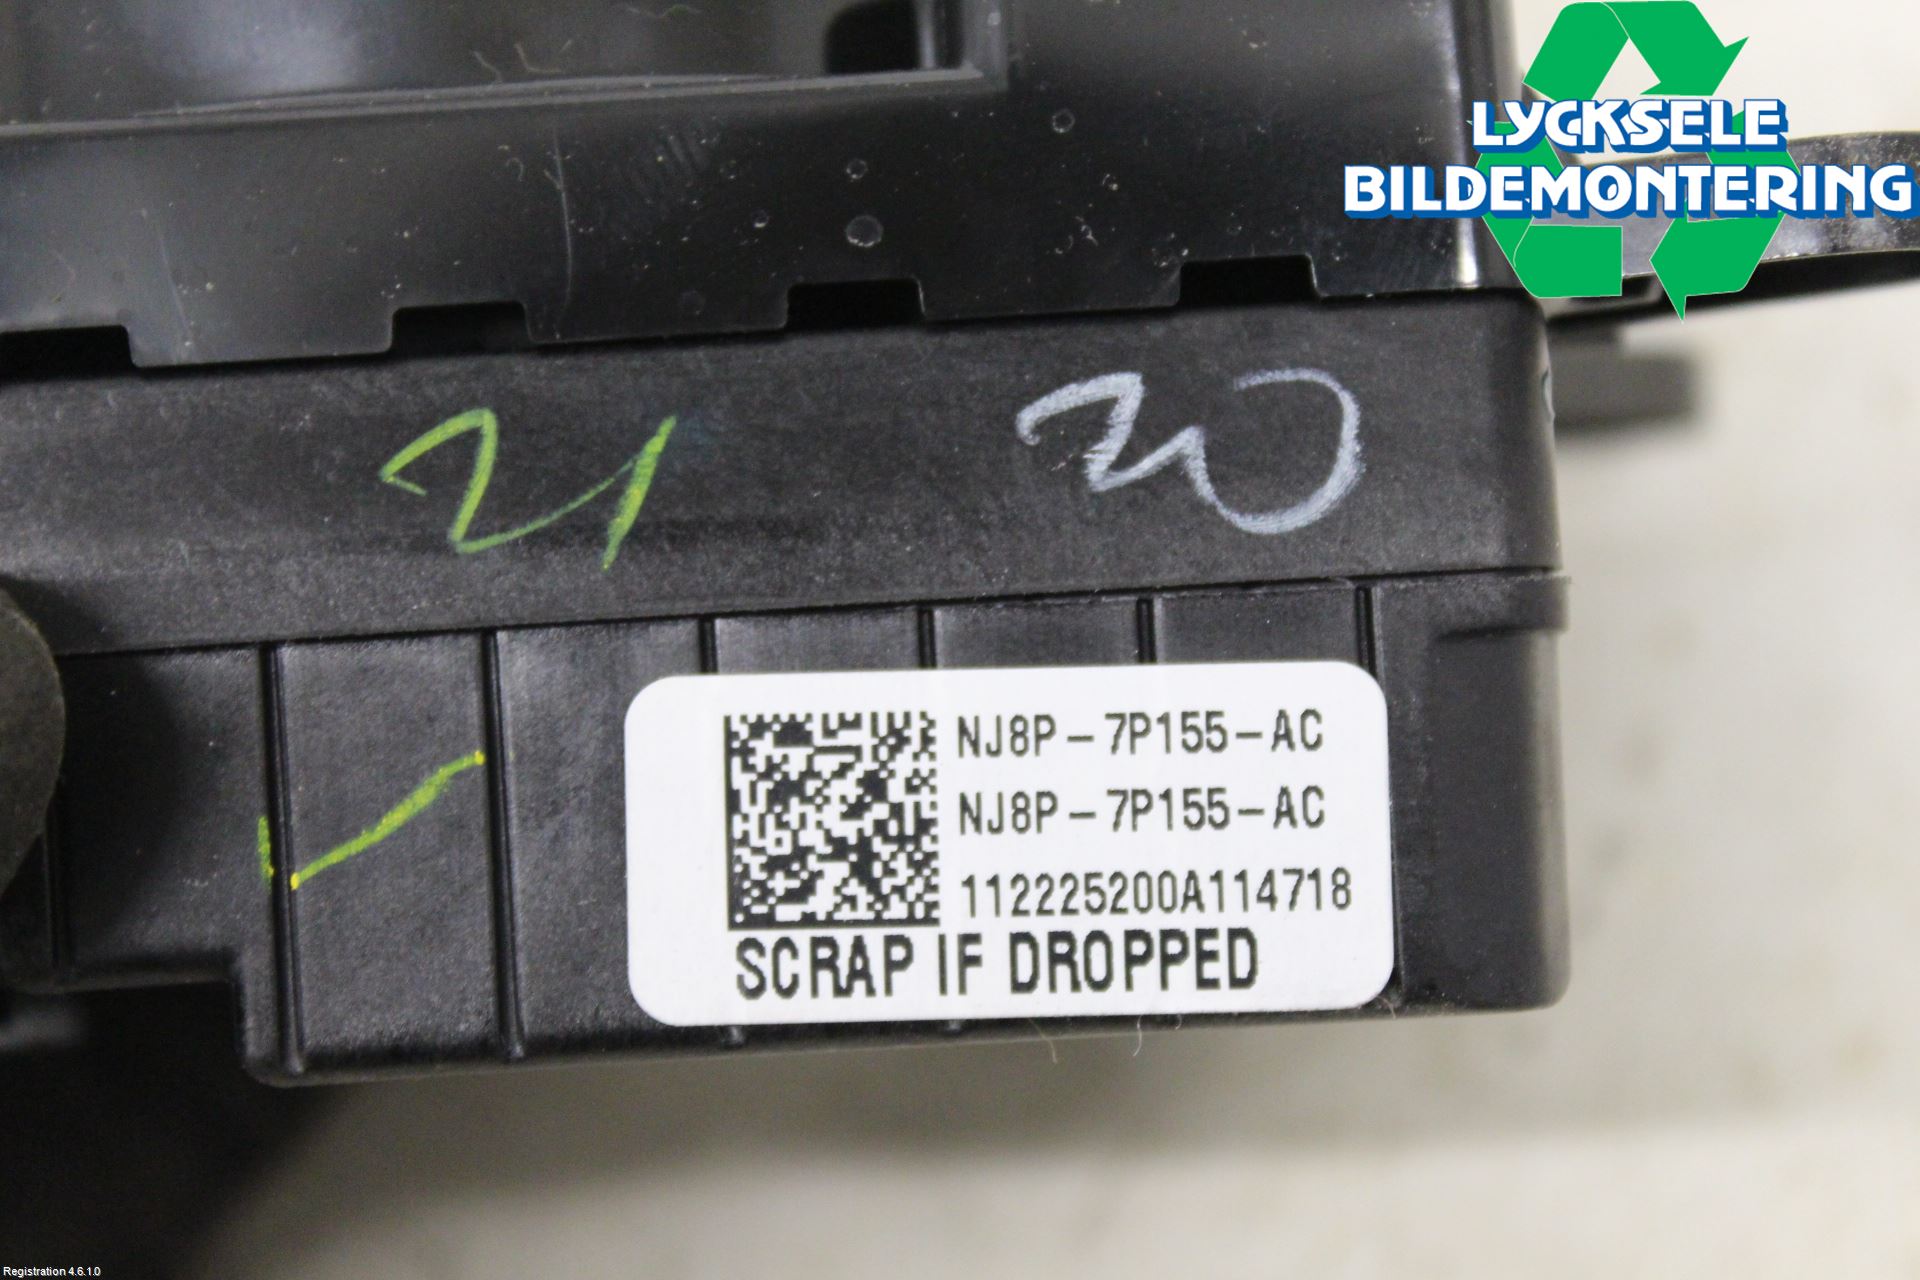 LYCKSELE
BILDEMONTERING
21 20
NJ8P-7P155-AC
NJ8P-7P155-AC
112225200A114718
SCRAP IF DROPPED
Registration 4.6.1.0